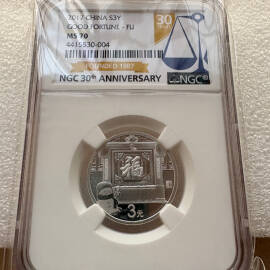 2017 CHINA S3Y
GOOD FORTUNE - FU
MS 70
4415530-004
30
NGC 30th ANNIVERSARY
NGC
FOUNDED 1987
福
3元